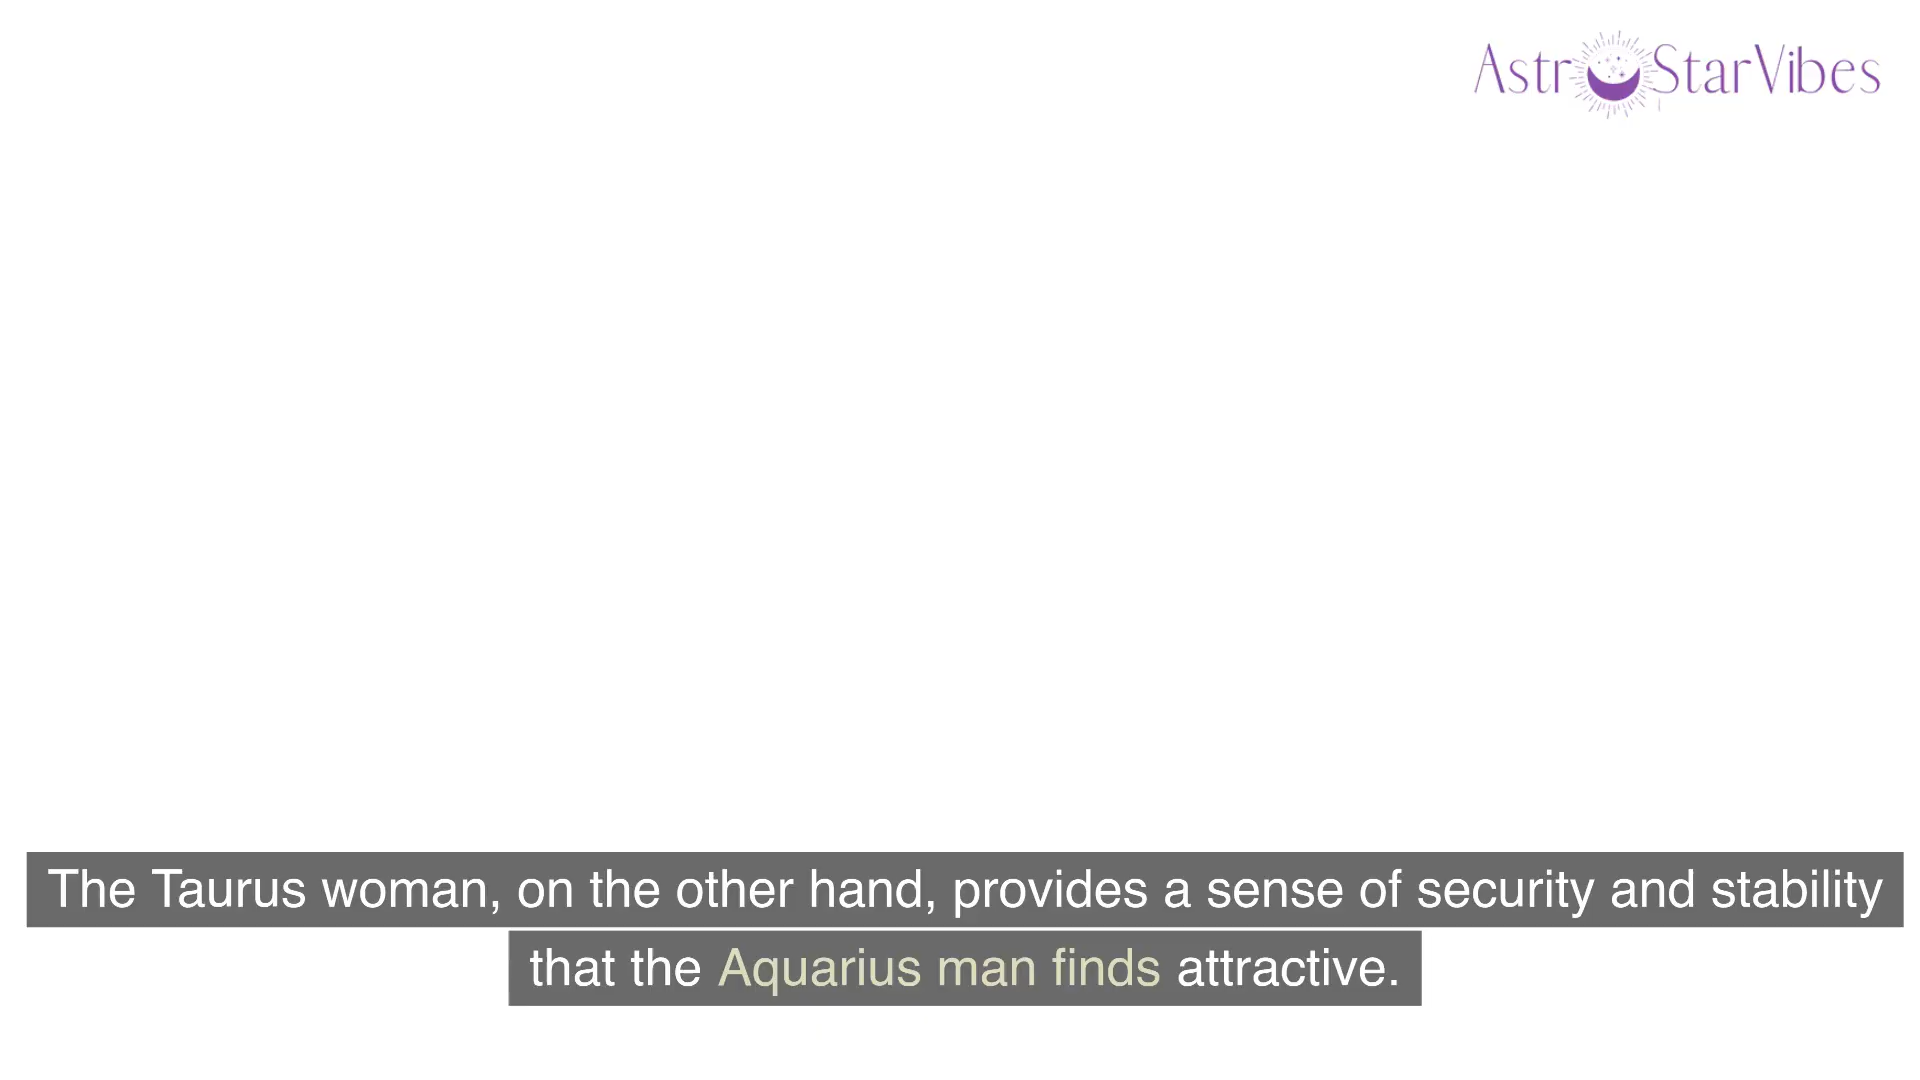 AstroStarVibes
The Taurus woman, on the other hand, provides a sense of security and stability
that the Aquarius man finds attractive.